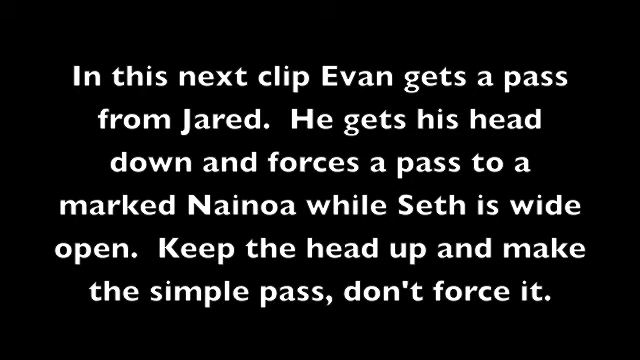 In this next clip Evan gets a pass
from Jared.  He gets his head
down and forces a pass to a
marked Nainoa while Seth is wide
open.  Keep the head up and make
the simple pass, don't force it.